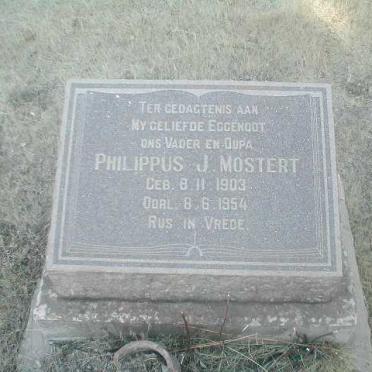 TER GEDAGTENIS AAN
MY GELIEFDE EGGENOOT
ONS VADER EN OUPA
PHILIPPUS J. MOSTERT
GEB. 8.11.1903
OORL. 8.6.1954
RUS IN VREDE.